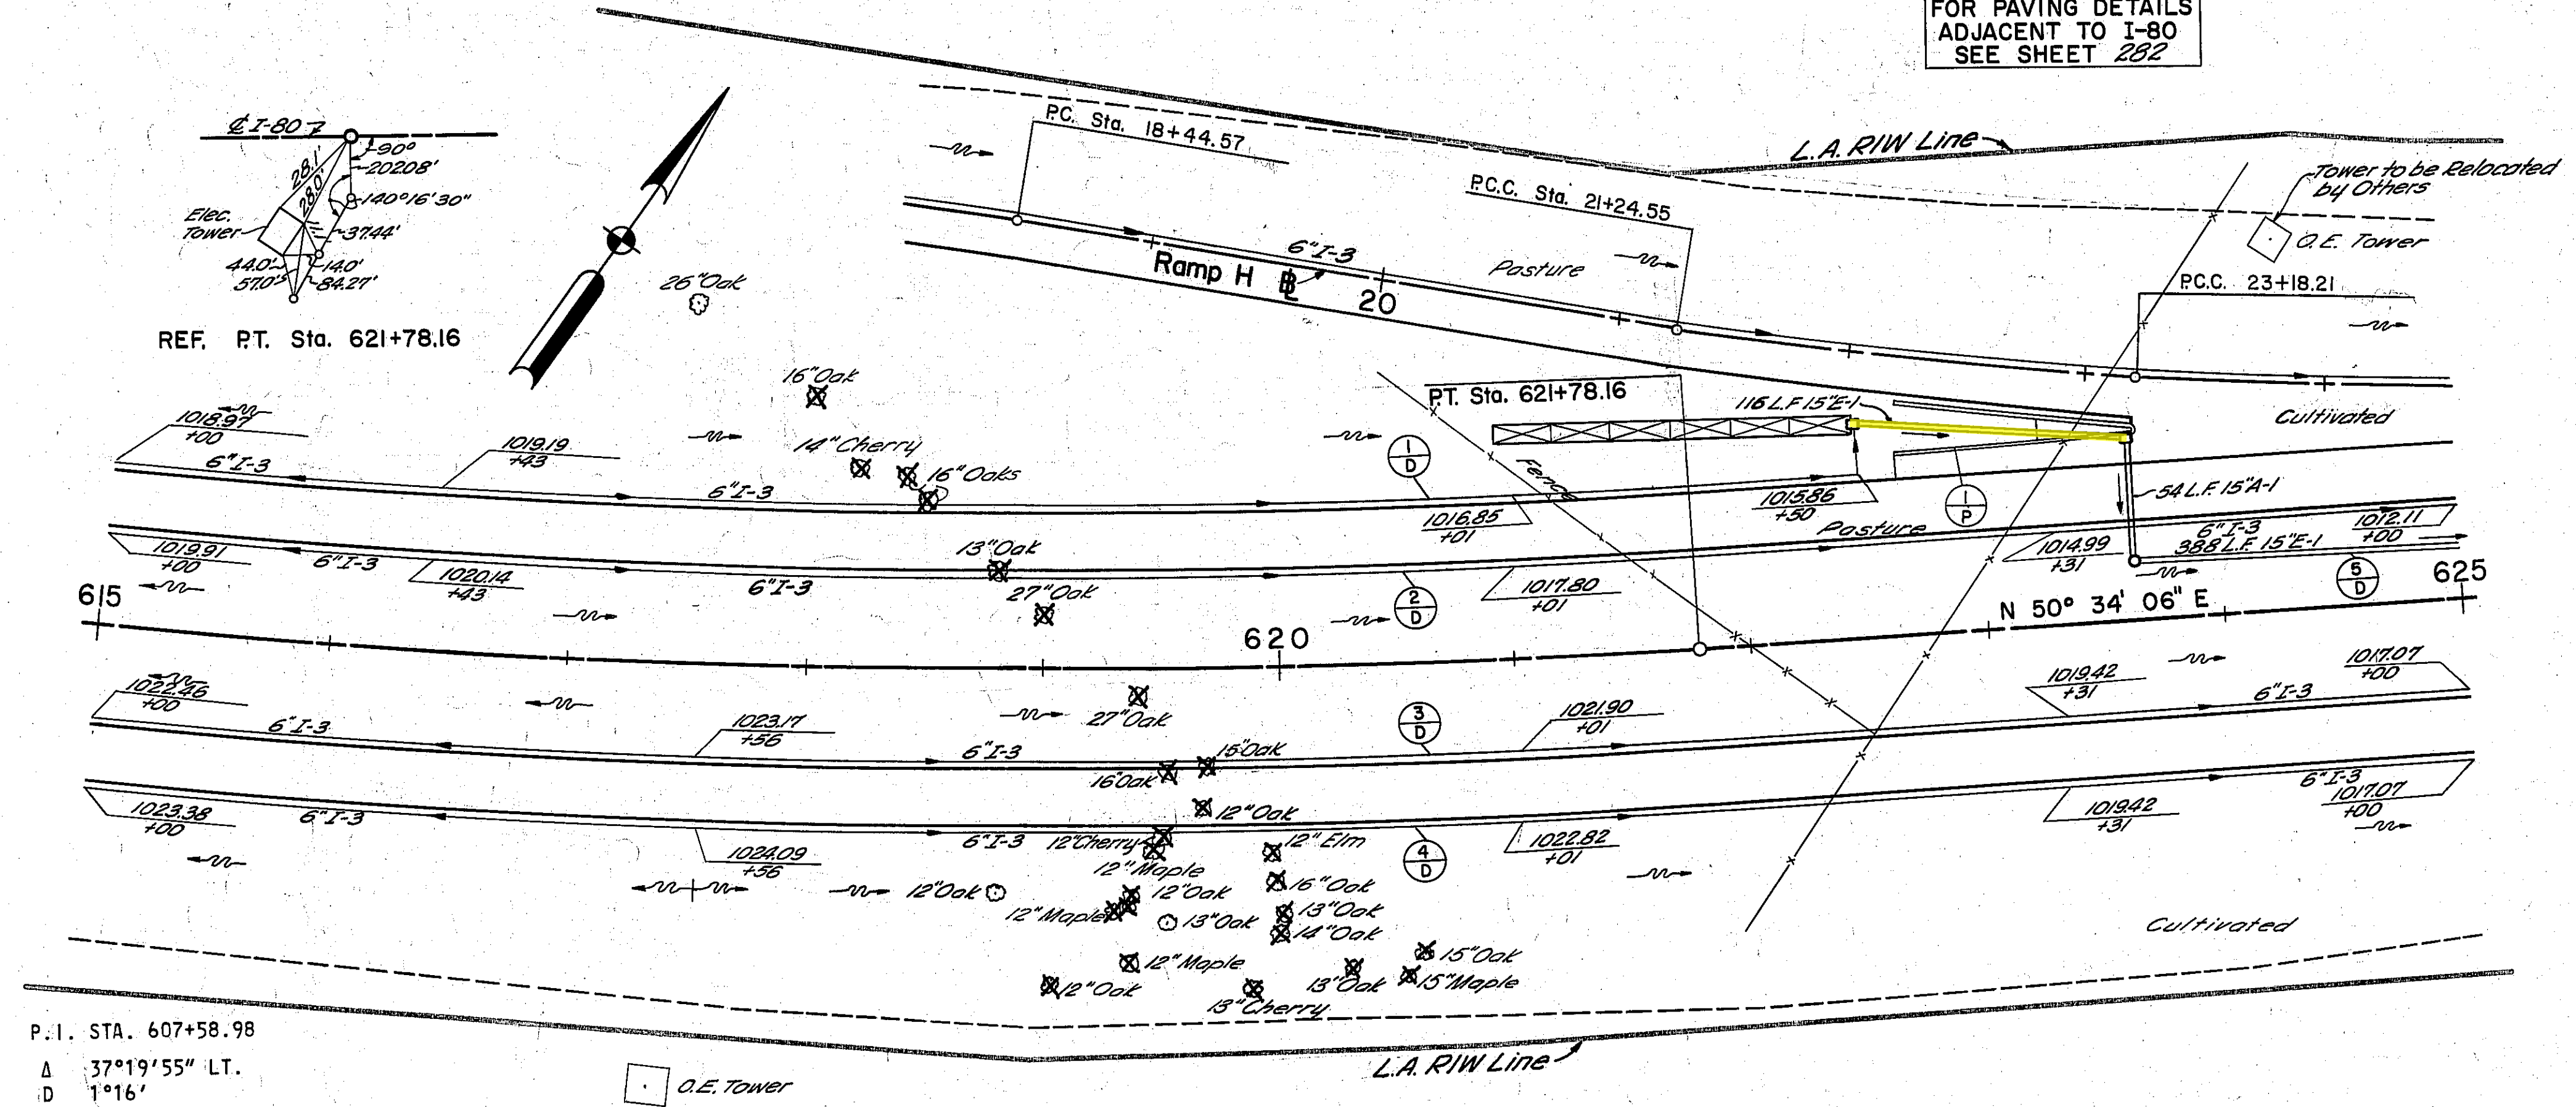 FOR PAVING DETAILS
ADJACENT TO I-80
SEE SHEET 282
℄ I-80
90°
202.08'
140°16'30"
37.44'
14.0'
84.27'
28.1'
28.0'
Elec.
Tower
44.0'
57.0'
REF. P.T. Sta. 621+78.16
P.C. Sta. 18+44.57
P.C.C. Sta. 21+24.55
L.A. R/W Line
Tower to be Relocated
by Others
O.E. Tower
P.C.C. 23+18.21
6"I-3
Ramp H
20
Pasture
26"Oak
16"Oak
14"Cherry
16"Oaks
P.T. Sta. 621+78.16
116 L.F 15"E-1
Cultivated
1018.97
+00
6"I-3
1019.19
+43
6"I-3
1
D
Fence
1016.85
+01
1015.86
+50
1
P
Pasture
54 L.F. 15"A-1
6"I-3
1012.11
+00
388 L.F. 15"E-1
1014.99
+31
5
D
1019.91
+00
6"I-3
1020.14
+43
6"I-3
13"Oak
27"Oak
2
D
1017.80
+01
615
620
625
N 50° 34' 06" E
1022.46
+00
6"I-3
1023.17
+56
27"Oak
6"I-3
15"Oak
16"Oak
3
D
1021.90
+01
1019.42
+31
1017.07
+00
6"I-3
1023.38
+00
6"I-3
1024.09
+56
6"I-3
12"Oak
12"Cherry
12"Maple
12" Elm
4
D
1022.82
+01
1019.42
+31
6"I-3
1017.07
+00
12"Oak
12"Oak
12"Maple
13"Oak
16"Oak
13"Oak
14"Oak
12"Maple
12"Oak
13"Cherry
13"Oak
15"Oak
15"Maple
Cultivated
L.A. R/W Line
P.I. STA. 607+58.98
Δ 37°19'55" LT.
D 1°16'
O.E. Tower